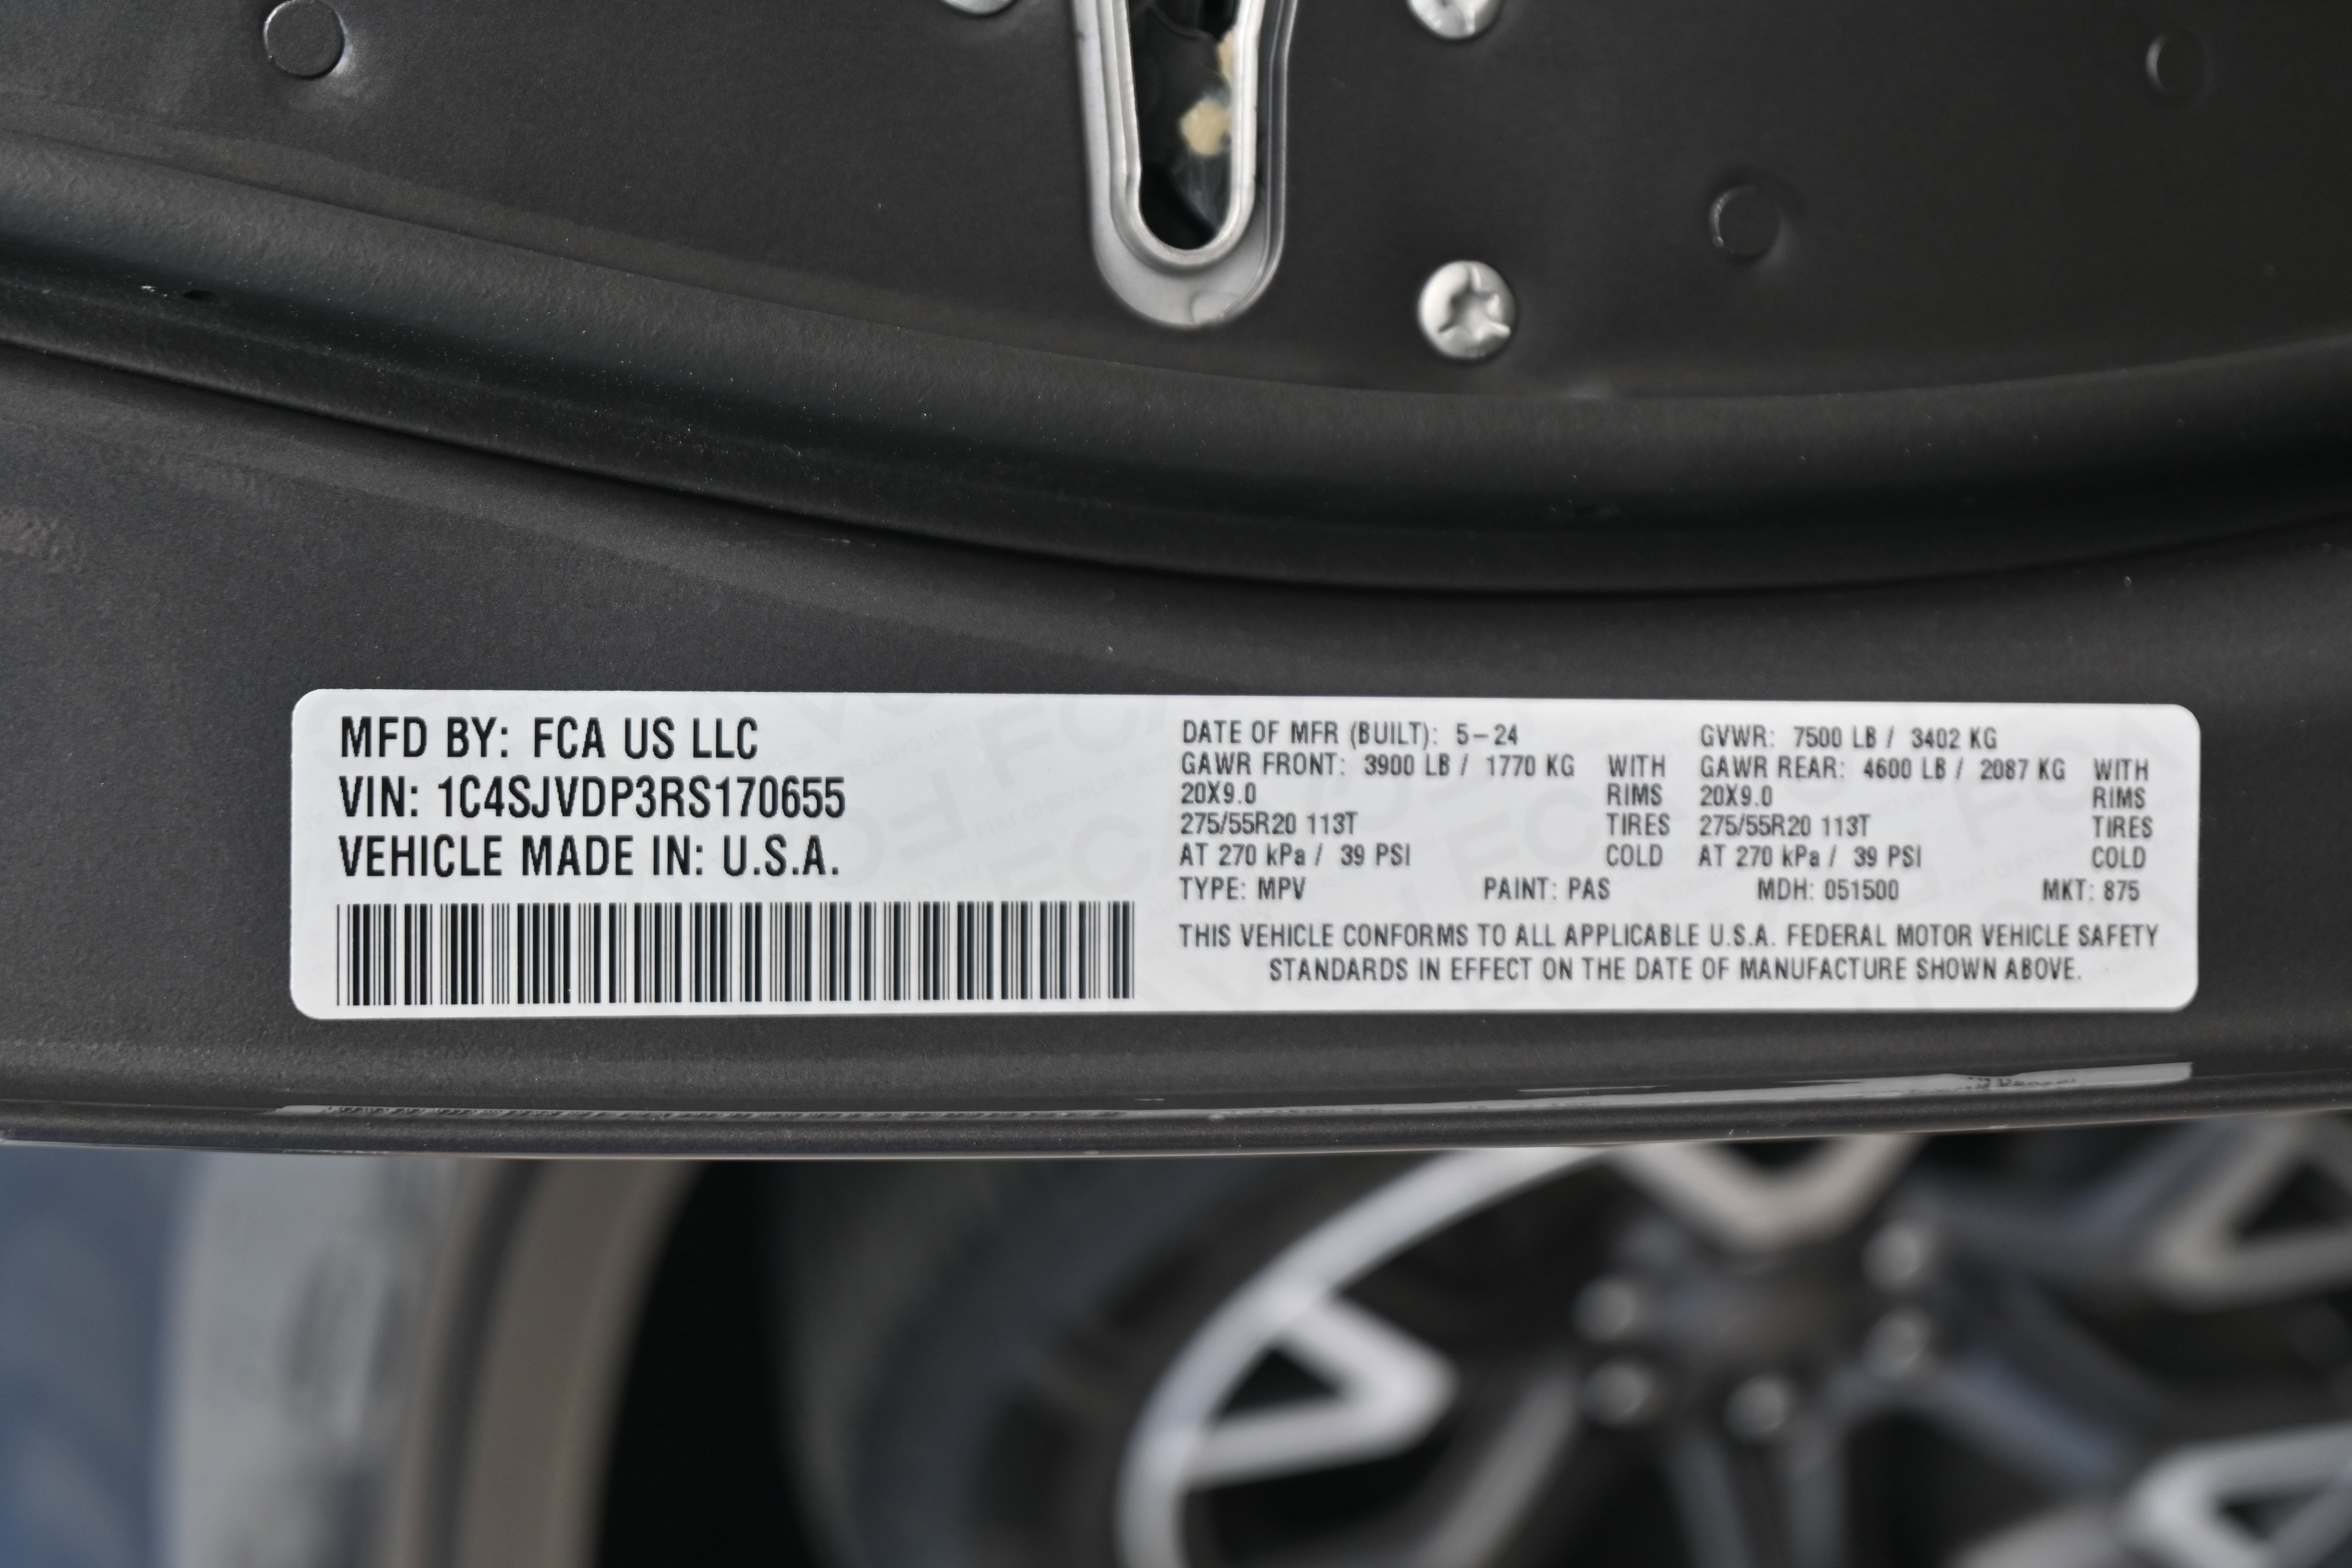 MFD BY: FCA US LLC
VIN: 1C4SJVDP3RS170655
VEHICLE MADE IN: U.S.A.
DATE OF MFR (BUILT): 5-24 GVWR: 7500 LB / 3402 KG
GAWR FRONT: 3900 LB / 1770 KG WITH GAWR REAR: 4600 LB / 2087 KG WITH
20X9.0 RIMS 20X9.0 RIMS
275/55R20 113T TIRES 275/55R20 113T TIRES
AT 270 kPa / 39 PSI COLD AT 270 kPa / 39 PSI COLD
TYPE: MPV PAINT: PAS MDH: 051500 MKT: 875
THIS VEHICLE CONFORMS TO ALL APPLICABLE U.S.A. FEDERAL MOTOR VEHICLE SAFETY
STANDARDS IN EFFECT ON THE DATE OF MANUFACTURE SHOWN ABOVE.